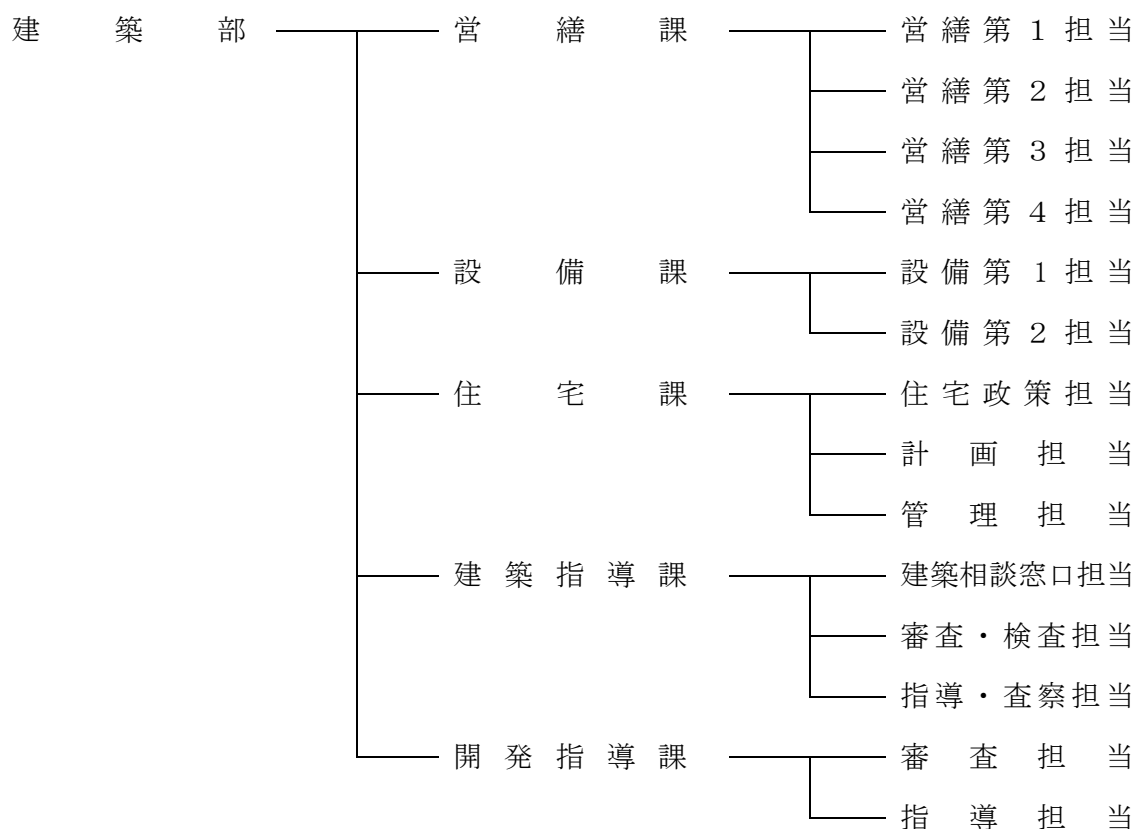 建築部 営繕課 営繕第１担当
営繕第２担当
営繕第３担当
営繕第４担当
設備課 設備第１担当
設備第２担当
住宅課 住宅政策担当
計画担当
管理担当
建築指導課 建築相談窓口担当
審査・検査担当
指導・査察担当
開発指導課 審査担当
指導担当